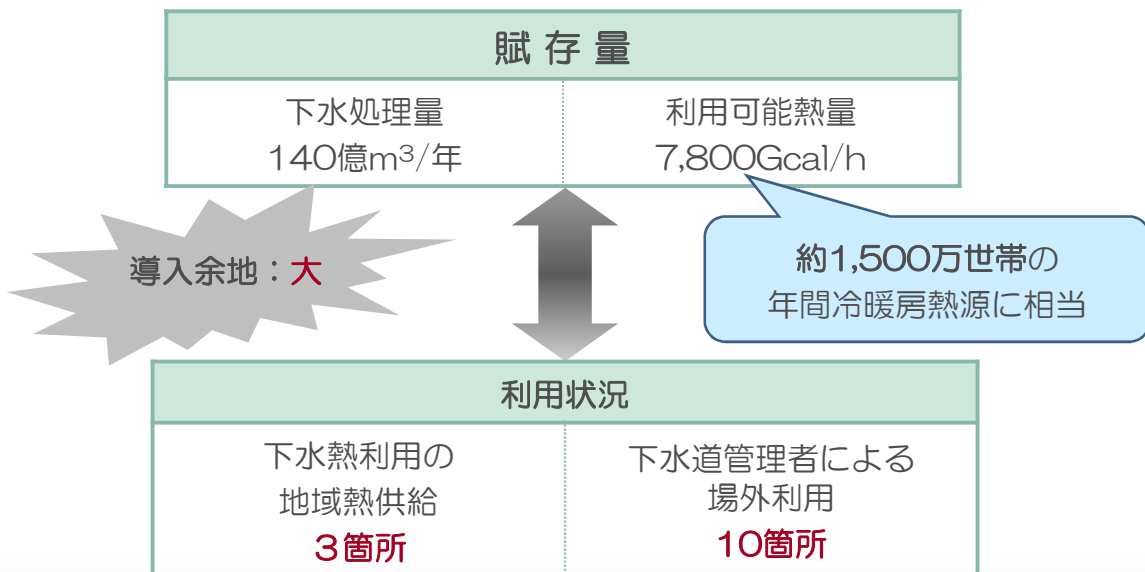 賦存量
下水処理量
140億m³/年
利用可能熱量
7,800Gcal/h
導入余地：大
約1,500万世帯の
年間冷暖房熱源に相当
利用状況
下水熱利用の
地域熱供給
３箇所
下水道管理者による
場外利用
10箇所